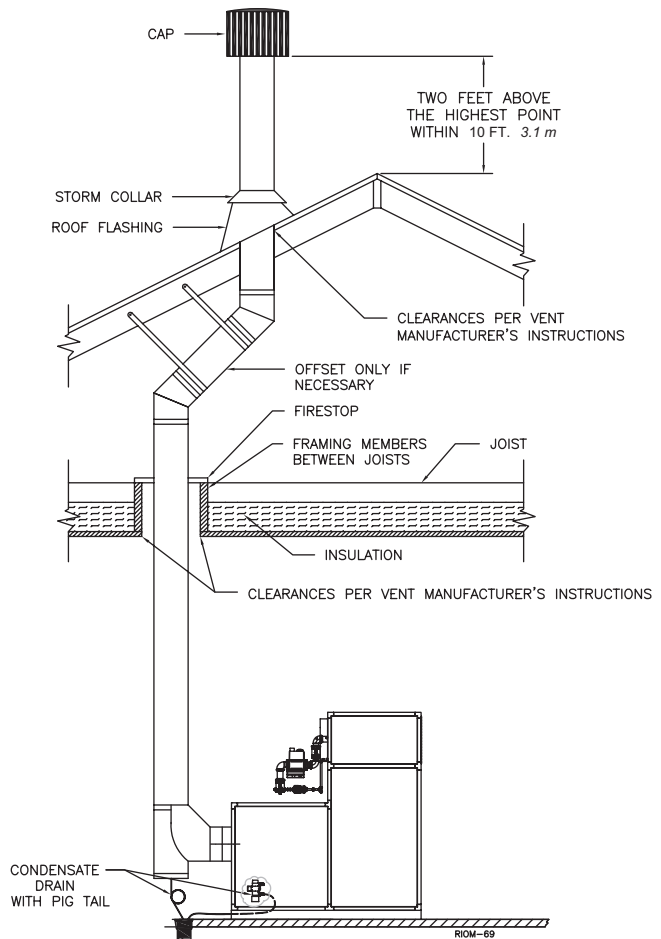 CAP
TWO FEET ABOVE
THE HIGHEST POINT
WITHIN 10 FT. 3.1 m
STORM COLLAR
ROOF FLASHING
CLEARANCES PER VENT
MANUFACTURER'S INSTRUCTIONS
OFFSET ONLY IF
NECESSARY
FIRESTOP
FRAMING MEMBERS
BETWEEN JOISTS
JOIST
INSULATION
CLEARANCES PER VENT MANUFACTURER'S INSTRUCTIONS
CONDENSATE
DRAIN
WITH PIG TAIL
RIOM-69